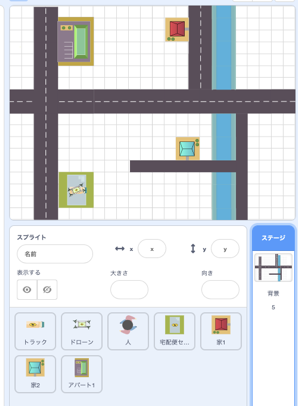 スプライト
名前
x
x
y
y
表示する
大きさ
向き
ステージ
背景
5
トラック
ドローン
人
宅配便セ...
家1
家2
アパート1